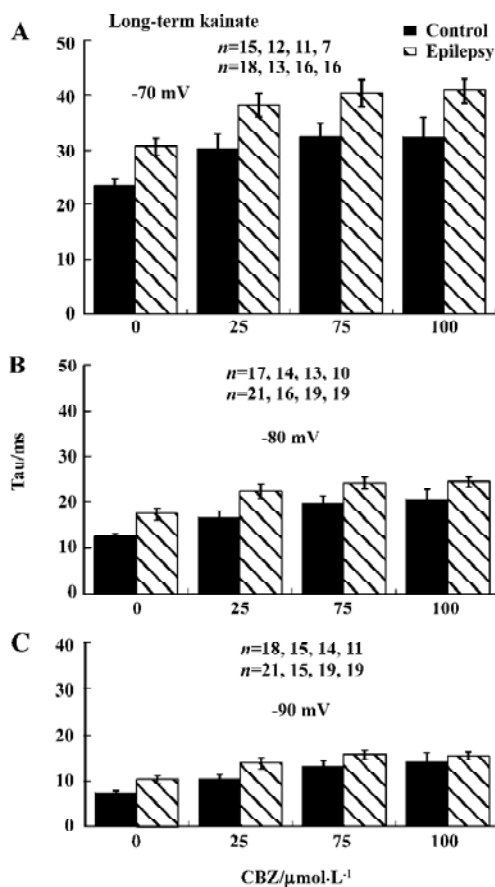 A
Long-term kainate
Control
Epilepsy
n=15, 12, 11, 7
n=18, 13, 16, 16
-70 mV
50
40
30
20
10
0
0 25 75 100
B
n=17, 14, 13, 10
n=21, 16, 19, 19
-80 mV
Tau/ms
50
40
30
20
10
0
0 25 75 100
C
n=18, 15, 14, 11
n=21, 15, 19, 19
-90 mV
40
30
20
10
0
0 25 75 100
CBZ/μmol·L⁻¹